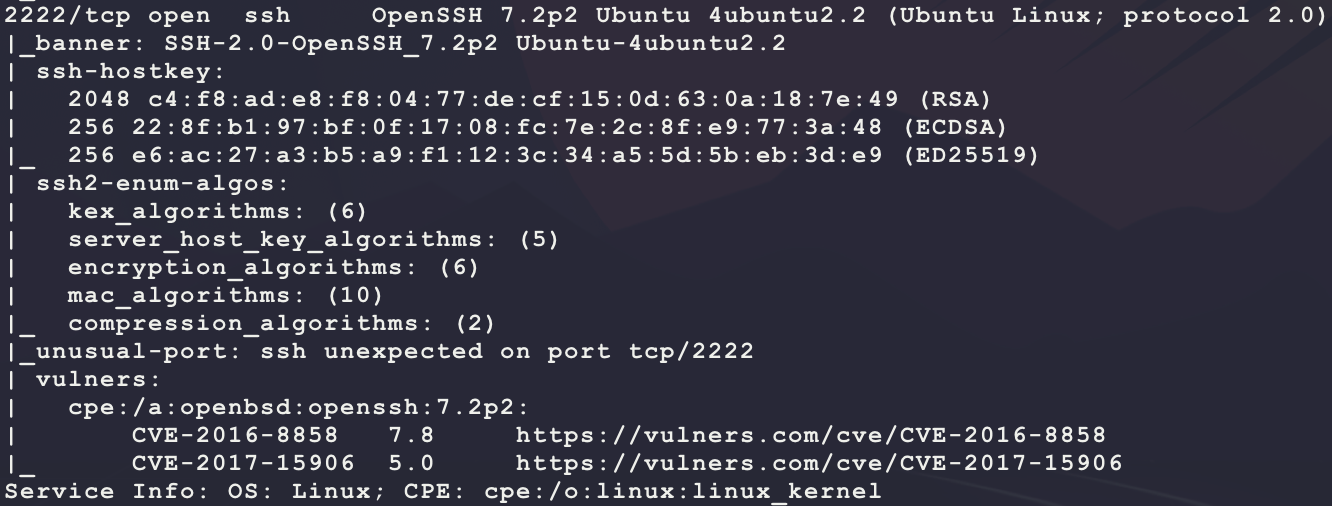 2222/tcp open  ssh     OpenSSH 7.2p2 Ubuntu 4ubuntu2.2 (Ubuntu Linux; protocol 2.0)
|_banner: SSH-2.0-OpenSSH_7.2p2 Ubuntu-4ubuntu2.2
| ssh-hostkey:
|   2048 c4:f8:ad:e8:f8:04:77:de:cf:15:0d:63:0a:18:7e:49 (RSA)
|   256 22:8f:b1:97:bf:0f:17:08:fc:7e:2c:8f:e9:77:3a:48 (ECDSA)
|_  256 e6:ac:27:a3:b5:a9:f1:12:3c:34:a5:5d:5b:eb:3d:e9 (ED25519)
| ssh2-enum-algos:
|   kex_algorithms: (6)
|   server_host_key_algorithms: (5)
|   encryption_algorithms: (6)
|   mac_algorithms: (10)
|_  compression_algorithms: (2)
|_unusual-port: ssh unexpected on port tcp/2222
| vulners:
|   cpe:/a:openbsd:openssh:7.2p2:
|       CVE-2016-8858   7.8     https://vulners.com/cve/CVE-2016-8858
|_      CVE-2017-15906  5.0     https://vulners.com/cve/CVE-2017-15906
Service Info: OS: Linux; CPE: cpe:/o:linux:linux_kernel